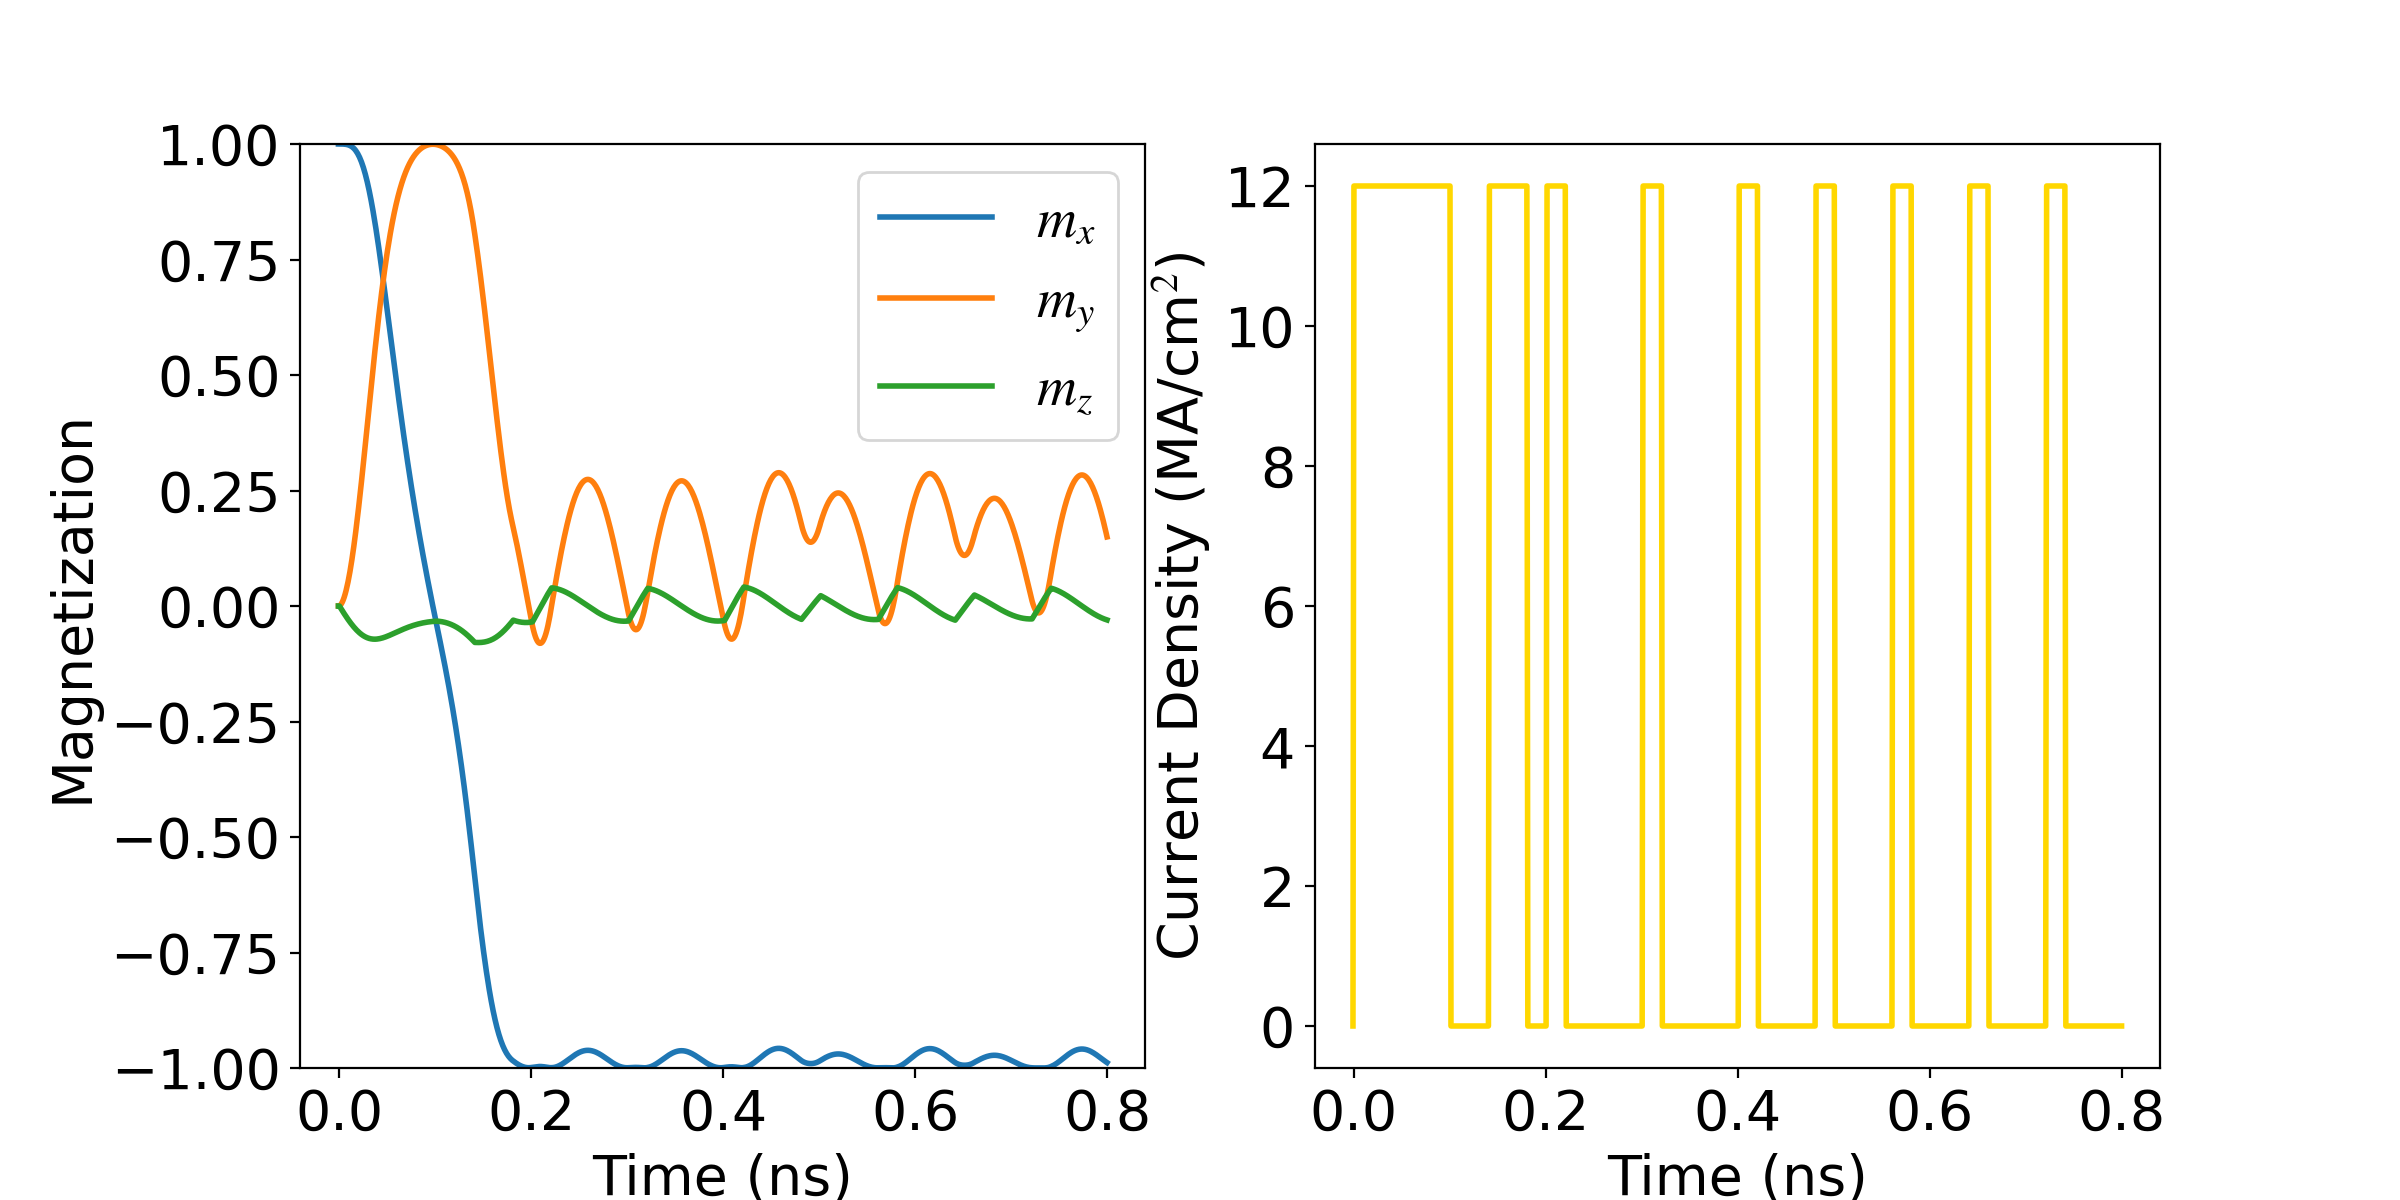 Magnetization
1.00
0.75
0.50
0.25
0.00
−0.25
−0.50
−0.75
−1.00
0.0 0.2 0.4 0.6 0.8
Time (ns)
m_x
m_y
m_z
Current Density (MA/cm²)
12
10
8
6
4
2
0
0.0 0.2 0.4 0.6 0.8
Time (ns)